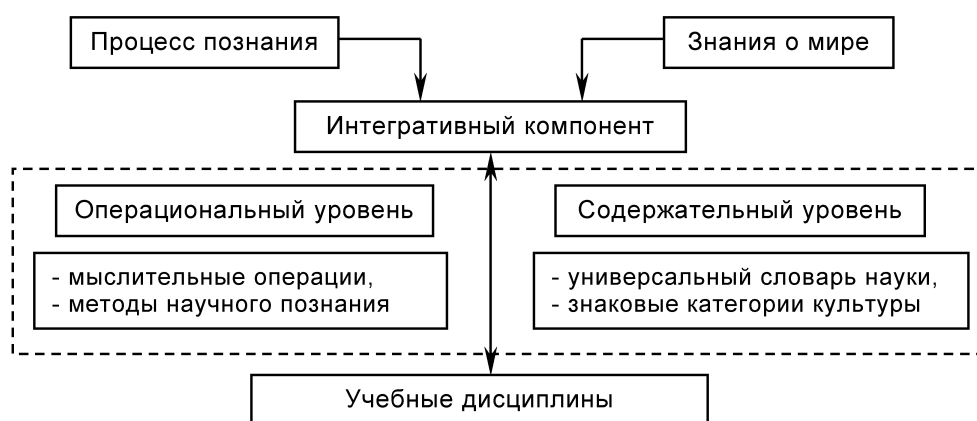 Процесс познания
Знания о мире
Интегративный компонент
Операциональный уровень
Содержательный уровень
- мыслительные операции,
- методы научного познания
- универсальный словарь науки,
- знаковые категории культуры
Учебные дисциплины